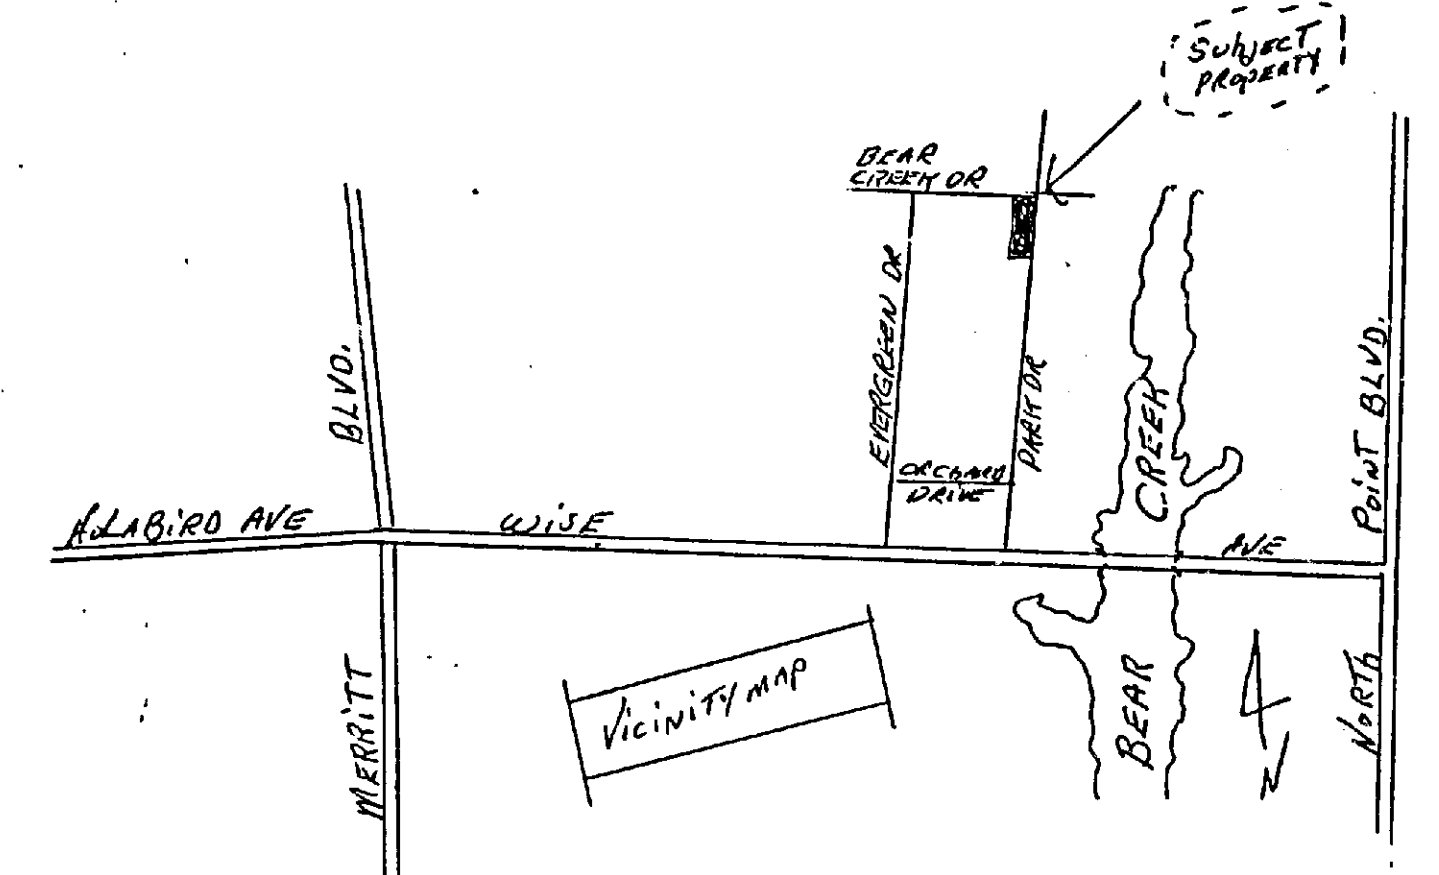 SUbJECT
PROPERTY
BEAR
CREEK DR
EVERGREEN DR
PARK DR
ORCHARD
DRIVE
BLVD.
MERRITT
AVE
WiSE
AVE
CREEK
BEAR
POiNT BLVD.
NORTh
ViCiNiTY MAP
N